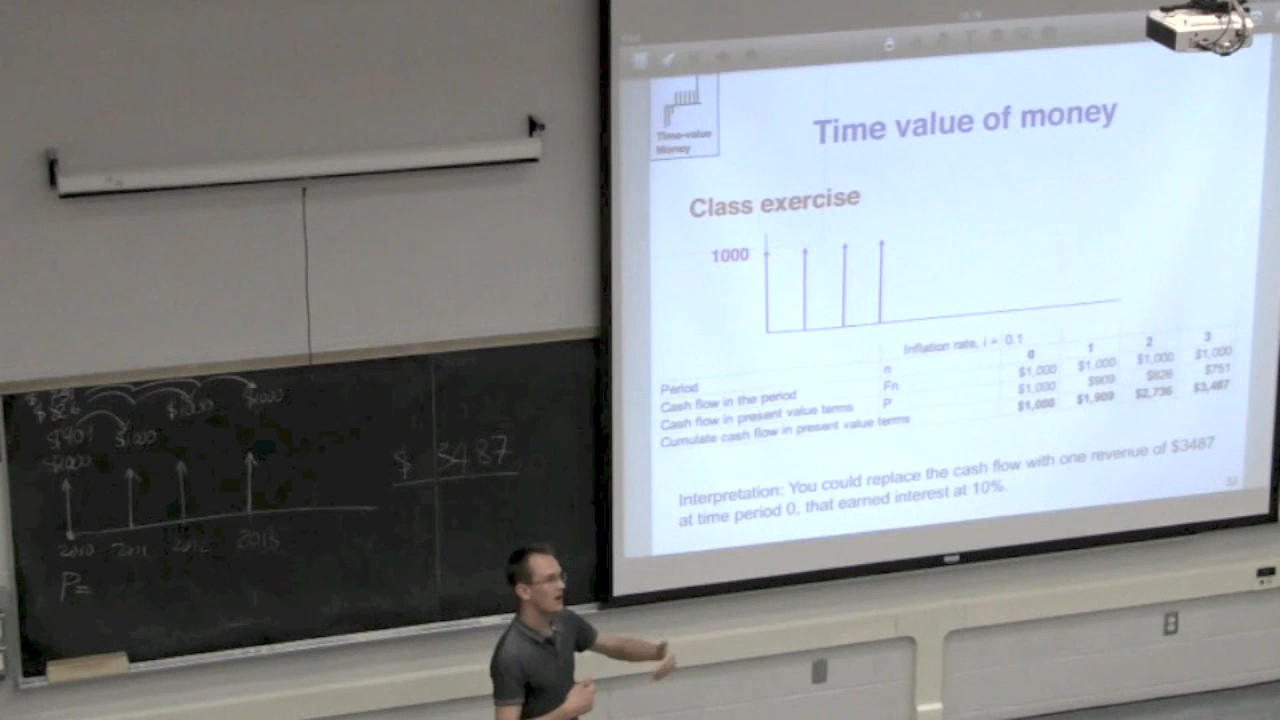 Time-value
Money
Time value of money
Class exercise
1000
Inflation rate, i = 0.1
Period n 0 1 2 3
Cash flow in the period Fn $1,000 $1,000 $1,000 $1,000
Cash flow in present value terms P $1,000 $909 $826 $751
Cumulate cash flow in present value terms $1,000 $1,909 $2,736 $3,487
Interpretation: You could replace the cash flow with one revenue of $3487
at time period 0, that earned interest at 10%.
$826 $1000 $1000
$1000
$1000
$ 3487
2010 2011 2012 2013
P=